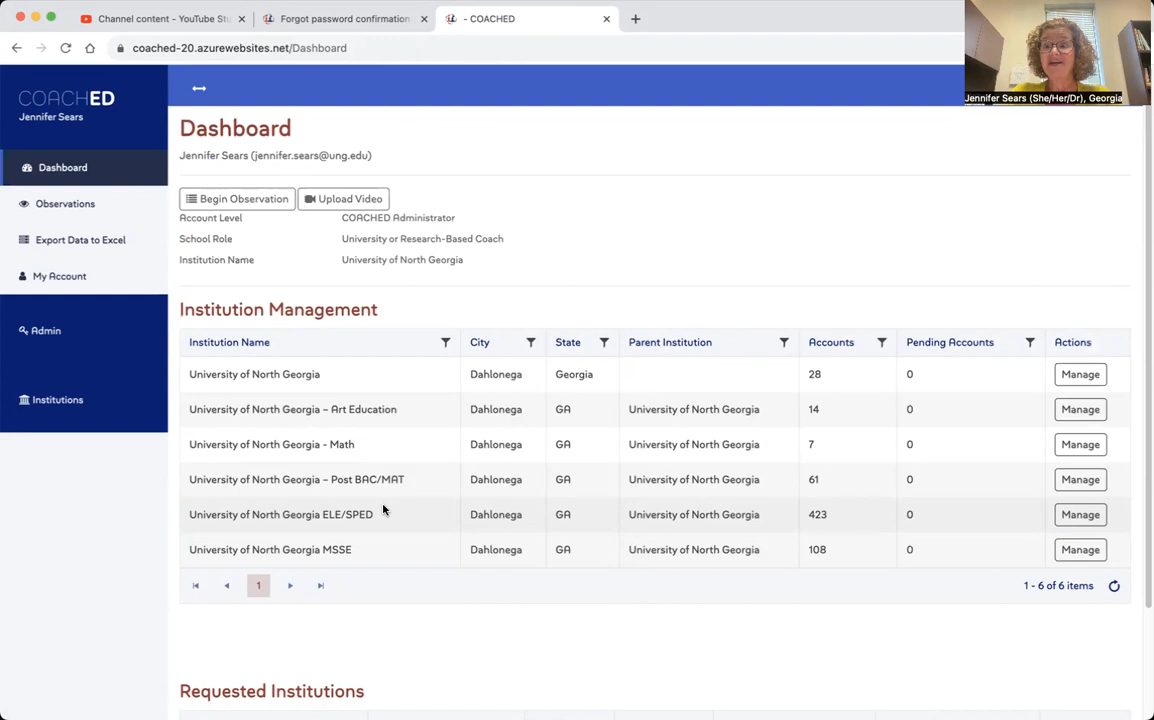 Channel content - YouTube Stu
Forgot password confirmation
- COACHED
coached-20.azurewebsites.net/Dashboard
Jennifer Sears (She/Her/Dr), Georgia
COACHED
Jennifer Sears
Dashboard
Observations
Export Data to Excel
My Account
Admin
Institutions
Dashboard
Jennifer Sears (jennifer.sears@ung.edu)
Begin Observation Upload Video
Account Level COACHED Administrator
School Role University or Research-Based Coach
Institution Name University of North Georgia
Institution Management
Institution Name City State Parent Institution Accounts Pending Accounts Actions
University of North Georgia Dahlonega Georgia 28 0 Manage
University of North Georgia – Art Education Dahlonega GA University of North Georgia 14 0 Manage
University of North Georgia - Math Dahlonega GA University of North Georgia 7 0 Manage
University of North Georgia – Post BAC/MAT Dahlonega GA University of North Georgia 61 0 Manage
University of North Georgia ELE/SPED Dahlonega GA University of North Georgia 423 0 Manage
University of North Georgia MSSE Dahlonega GA University of North Georgia 108 0 Manage
1 1 - 6 of 6 items
Requested Institutions